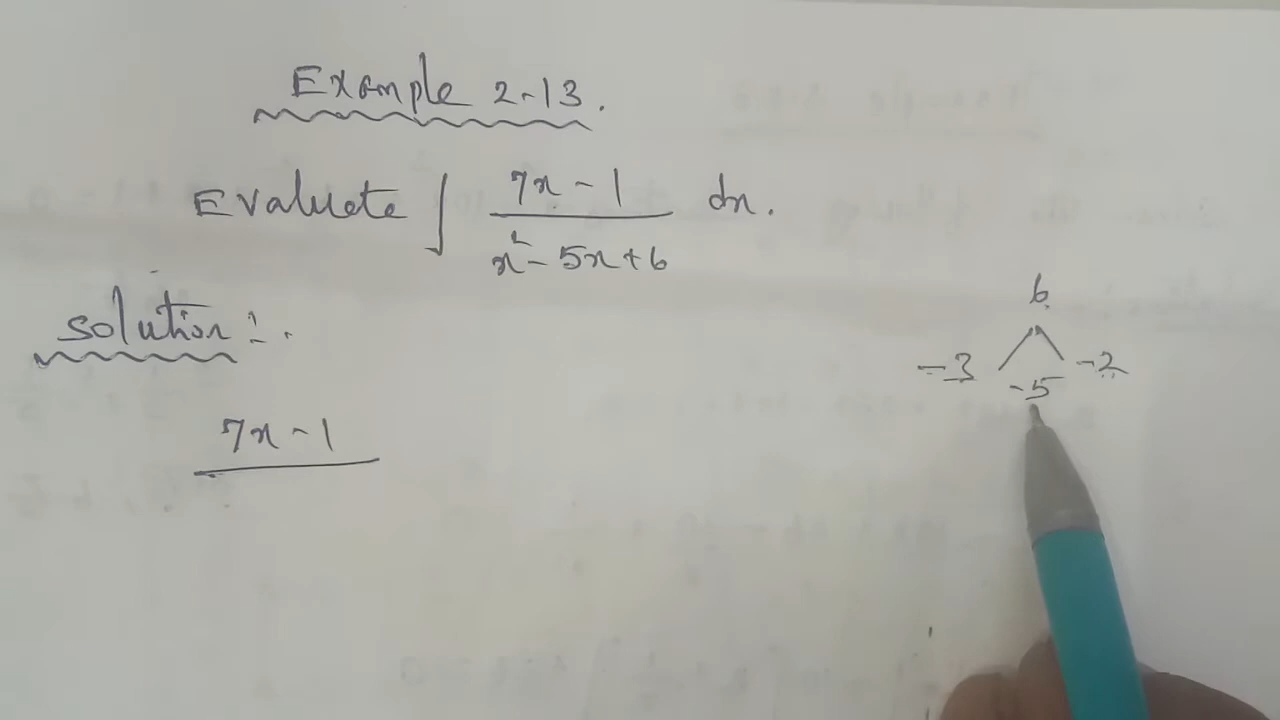 Example 2.13.
Evaluate ∫ 7x - 1 / x² - 5x + 6 dx.
Solution:-.
6
-3 -2
-5
7x - 1